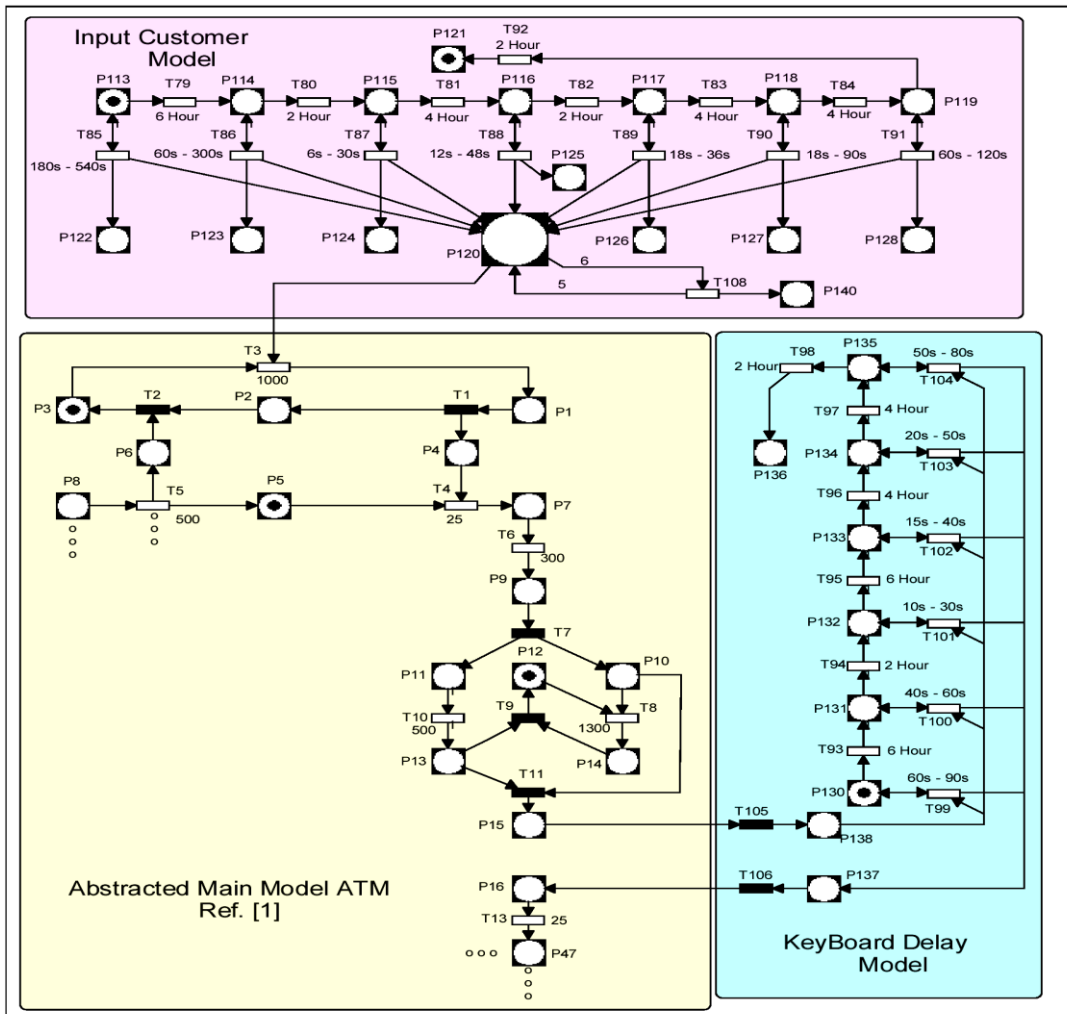 Input Customer
Model
P121
T92
2 Hour
P113
T79
6 Hour
P114
T80
2 Hour
P115
T81
4 Hour
P116
T82
2 Hour
P117
T83
4 Hour
P118
T84
4 Hour
P119
T85
180s - 540s
T86
60s - 300s
T87
6s - 30s
T88
12s - 48s
P125
T89
18s - 36s
T90
18s - 90s
T91
60s - 120s
P122
P123
P124
P120
P126
P127
P128
6
5
T108
P140
T3
1000
P3
T2
P2
T1
P1
P6
P4
P8
T5
500
P5
T4
25
P7
T6
300
P9
T7
P11
P12
P10
T10
500
T9
T8
1300
P13
P14
T11
P15
P16
T13
25
P47
Abstracted Main Model ATM
Ref. [1]
T98
2 Hour
P135
50s - 80s
T104
T97
4 Hour
P136
P134
20s - 50s
T103
T96
4 Hour
P133
15s - 40s
T102
T95
6 Hour
P132
10s - 30s
T101
T94
2 Hour
P131
40s - 60s
T100
T93
6 Hour
P130
60s - 90s
T99
T105
P138
T106
P137
KeyBoard Delay
Model